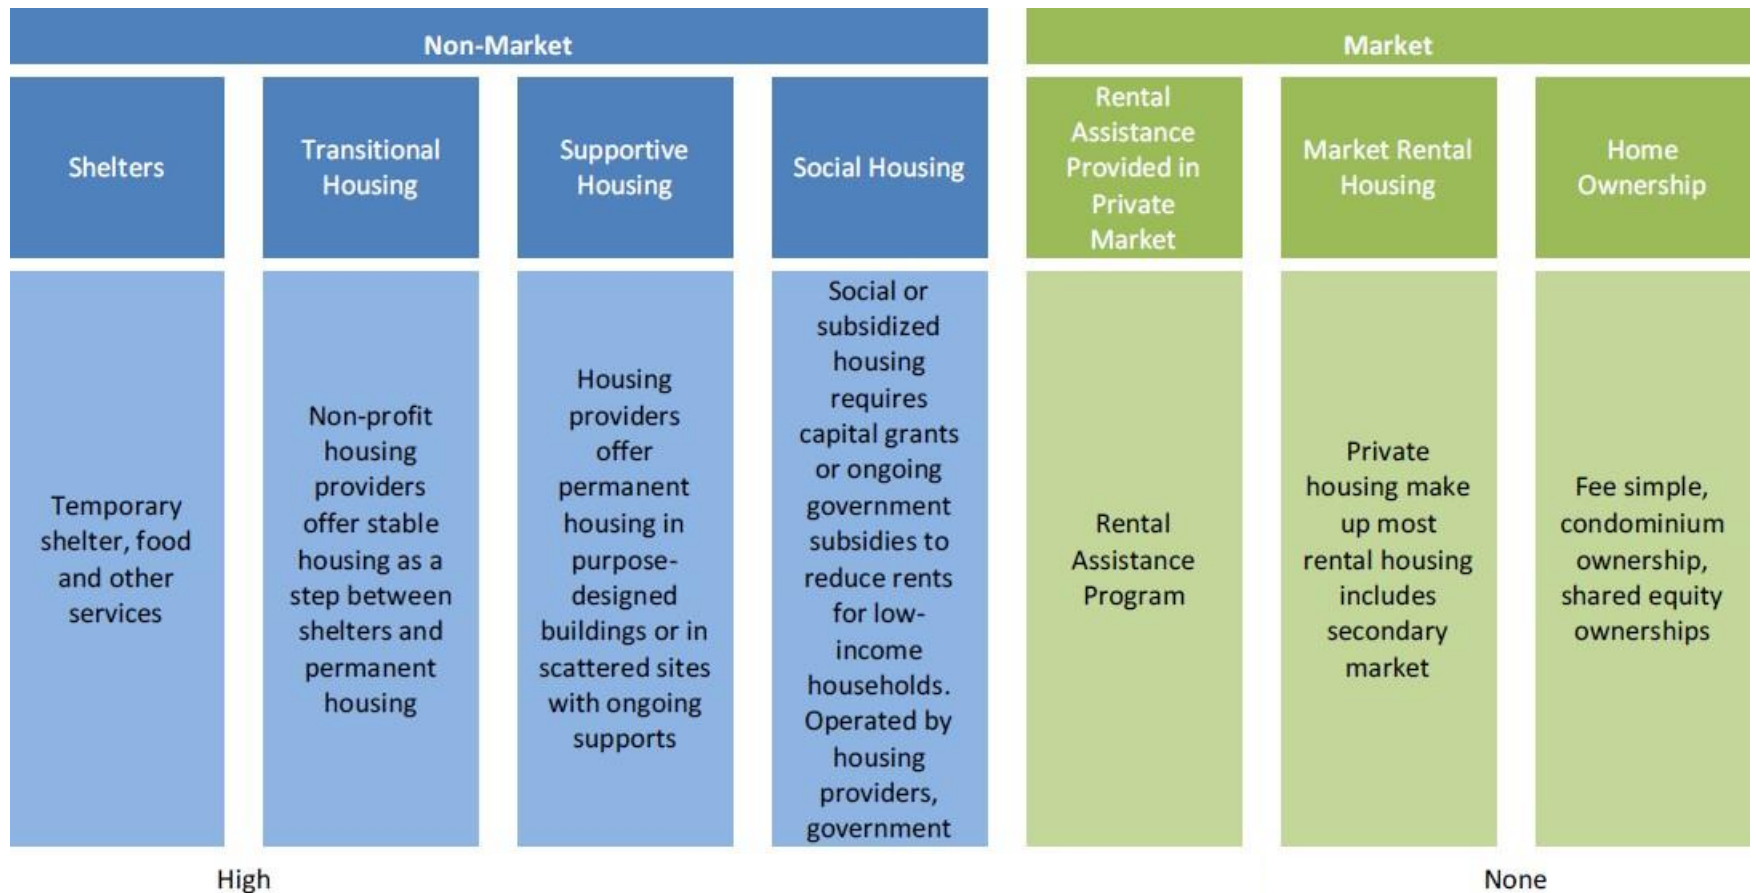 Non-Market
Market
Shelters
Transitional
Housing
Supportive
Housing
Social Housing
Rental
Assistance
Provided in
Private
Market
Market Rental
Housing
Home
Ownership
Temporary
shelter, food
and other
services
Non-profit
housing
providers
offer stable
housing as a
step between
shelters and
permanent
housing
Housing
providers
offer
permanent
housing in
purpose-
designed
buildings or in
scattered sites
with ongoing
supports
Social or
subsidized
housing
requires
capital grants
or ongoing
government
subsidies to
reduce rents
for low-
income
households.
Operated by
housing
providers,
government
Rental
Assistance
Program
Private
housing make
up most
rental housing
includes
secondary
market
Fee simple,
condominium
ownership,
shared equity
ownerships
High
None